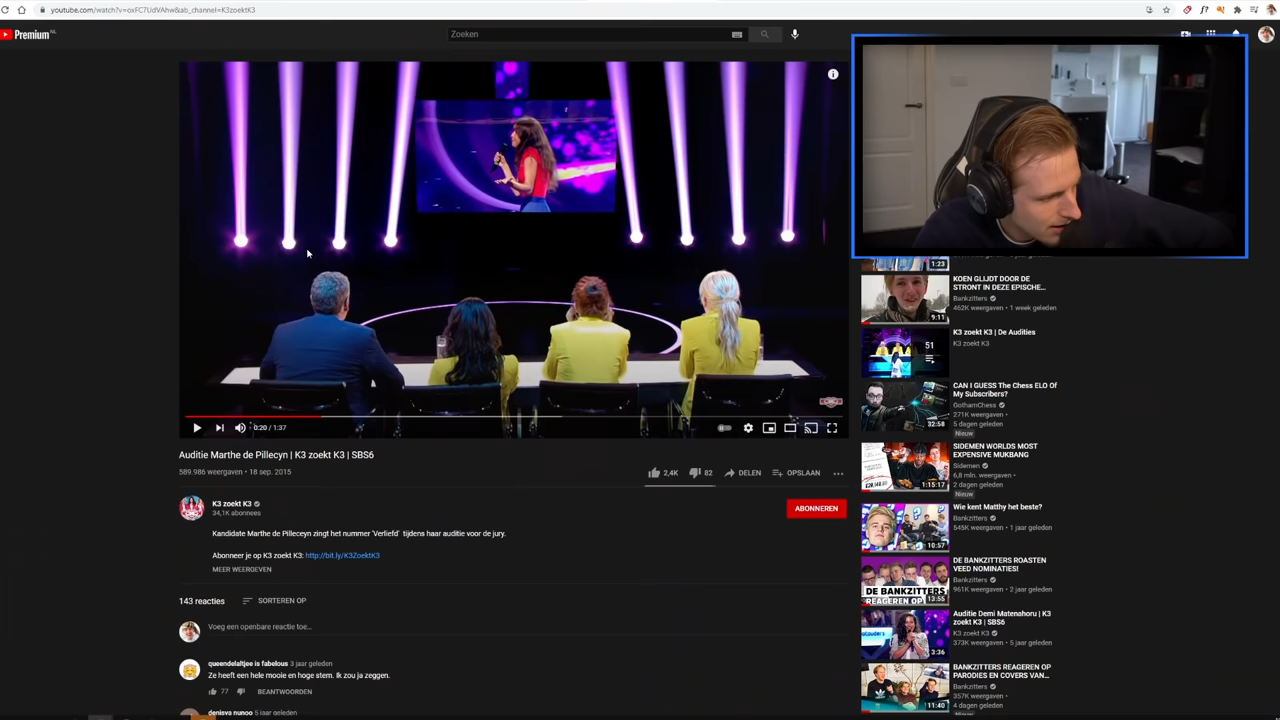 youtube.com/watch?v=oxFC7UdVAhw&ab_channel=K3zoektK3
Premium NL
Zoeken
0:20 / 1:37
Auditie Marthe de Pillecyn | K3 zoekt K3 | SBS6
589.986 weergaven • 18 sep. 2015
2,4K
82
DELEN
OPSLAAN
K3 zoekt K3
34,1K abonnees
ABONNEREN
Kandidate Marthe de Pilleceyn zingt het nummer 'Verliefd' tijdens haar auditie voor de jury.
Abonneer je op K3 zoekt K3: http://bit.ly/K3ZoektK3
MEER WEERGEVEN
143 reacties
SORTEREN OP
Voeg een openbare reactie toe...
queendelaltjee is fabelous 3 jaar geleden
Ze heeft een hele mooie en hoge stem. Ik zou ja zeggen.
77
BEANTWOORDEN
denisva nunoo 5 jaar geleden
1:23
KOEN GLIJDT DOOR DE
STRONT IN DEZE EPISCHE...
Bankzitters
462K weergaven • 1 week geleden
9:11
K3 zoekt K3 | De Audities
K3 zoekt K3
51
CAN I GUESS The Chess ELO Of
My Subscribers?
GothamChess
271K weergaven •
5 dagen geleden
Nieuw
32:58
SIDEMEN WORLDS MOST
EXPENSIVE MUKBANG
Sidemen
6,8 mln. weergaven •
2 dagen geleden
Nieuw
1:15:17
Wie kent Matthy het beste?
Bankzitters
545K weergaven • 1 jaar geleden
10:57
DE BANKZITTERS ROASTEN
VEED NOMINATIES!
Bankzitters
961K weergaven • 2 jaar geleden
DE BANKZITTERS
REAGEREN OP
13:55
Auditie Demi Matenahoru | K3
zoekt K3 | SBS6
K3 zoekt K3
373K weergaven • 5 jaar geleden
3:36
BANKZITTERS REAGEREN OP
PARODIES EN COVERS VAN...
Bankzitters
357K weergaven •
4 dagen geleden
Nieuw
11:40